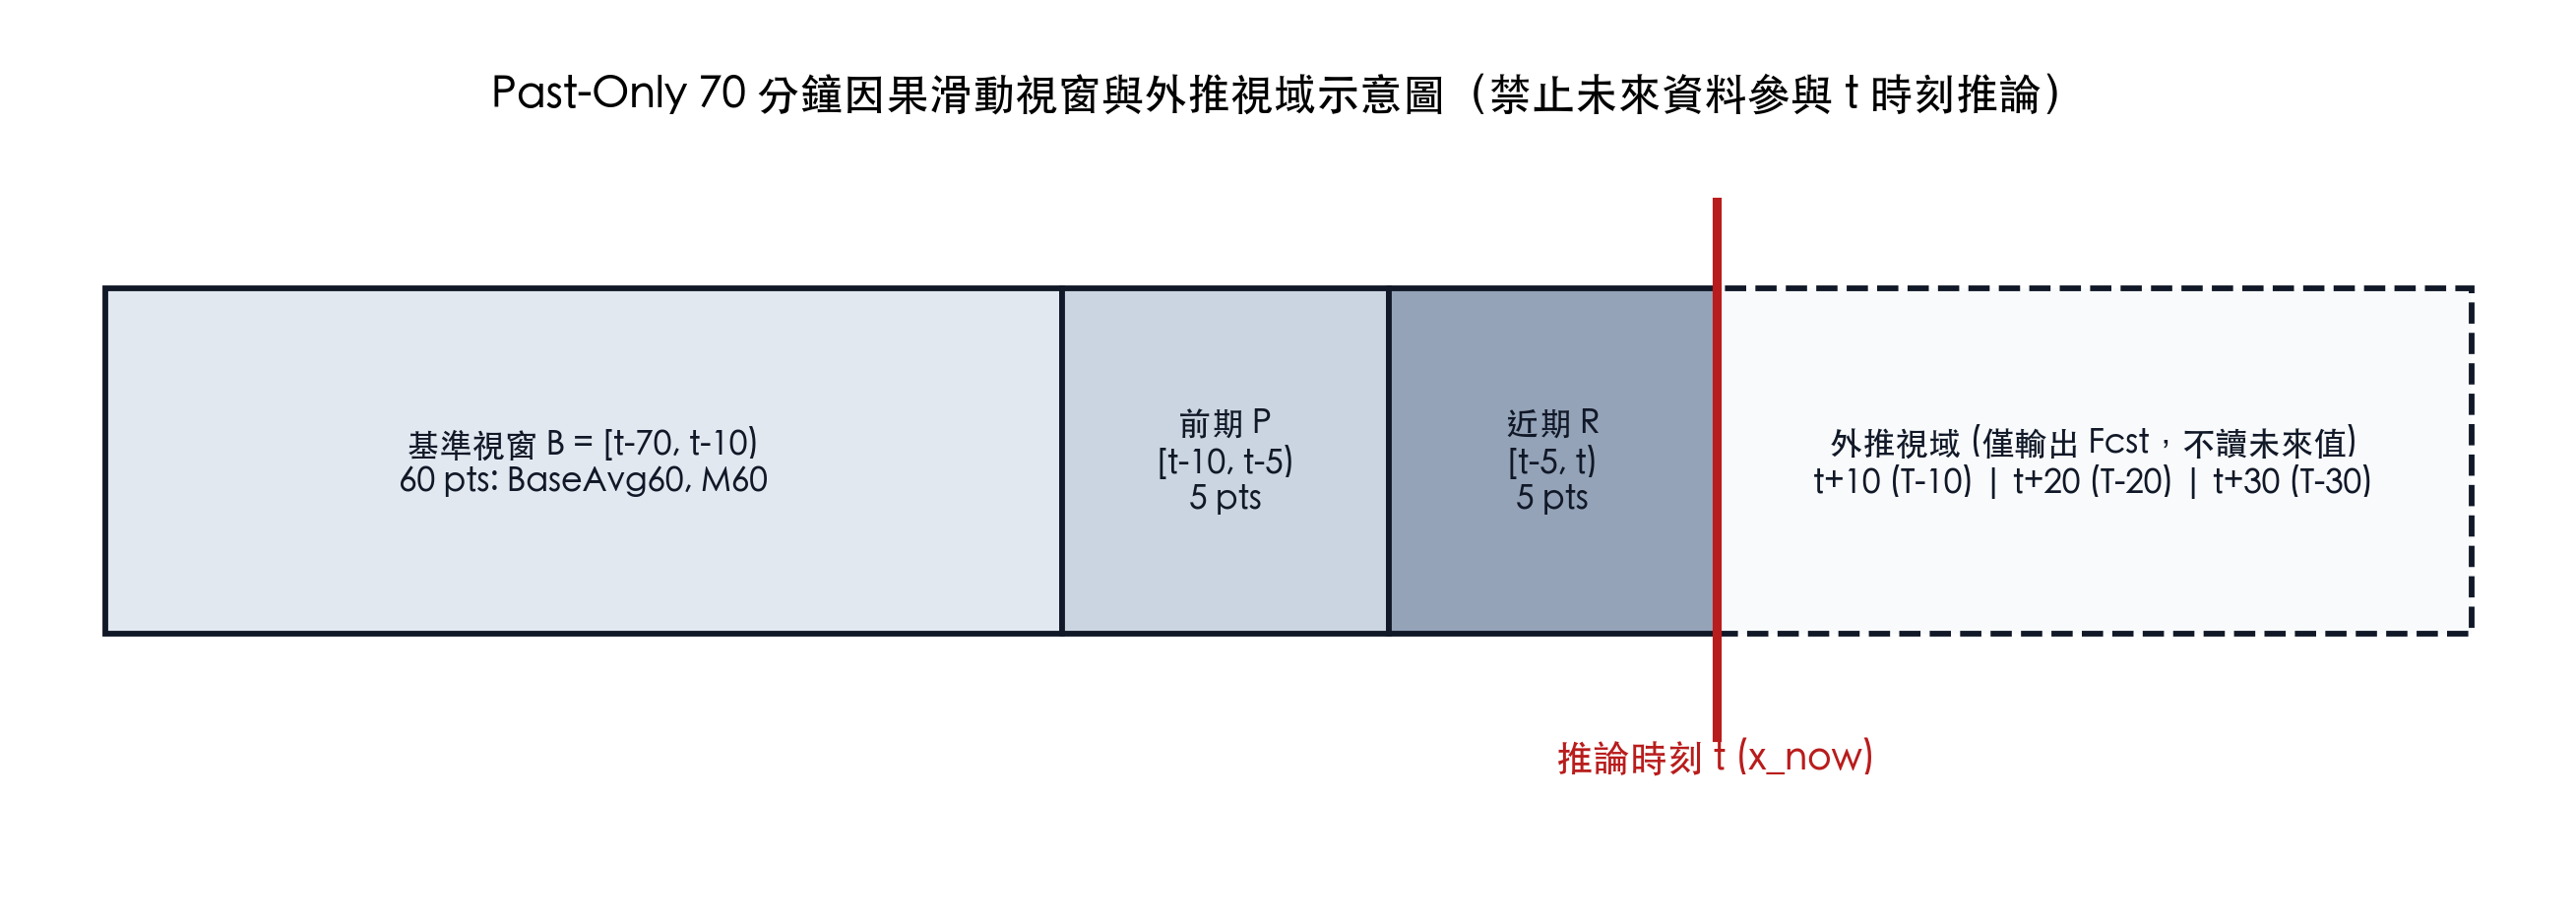 Past-Only 70 分鐘因果滑動視窗與外推視域示意圖（禁止未來資料參與 t 時刻推論）
基準視窗 B = [t-70, t-10)
60 pts: BaseAvg60, M60
前期 P
[t-10, t-5)
5 pts
近期 R
[t-5, t)
5 pts
外推視域 (僅輸出 Fcst，不讀未來值)
t+10 (T-10) | t+20 (T-20) | t+30 (T-30)
推論時刻 t (x_now)